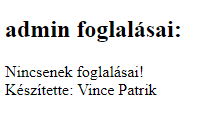 admin foglalásai:
Nincsenek foglalásai!
Készítette: Vince Patrik